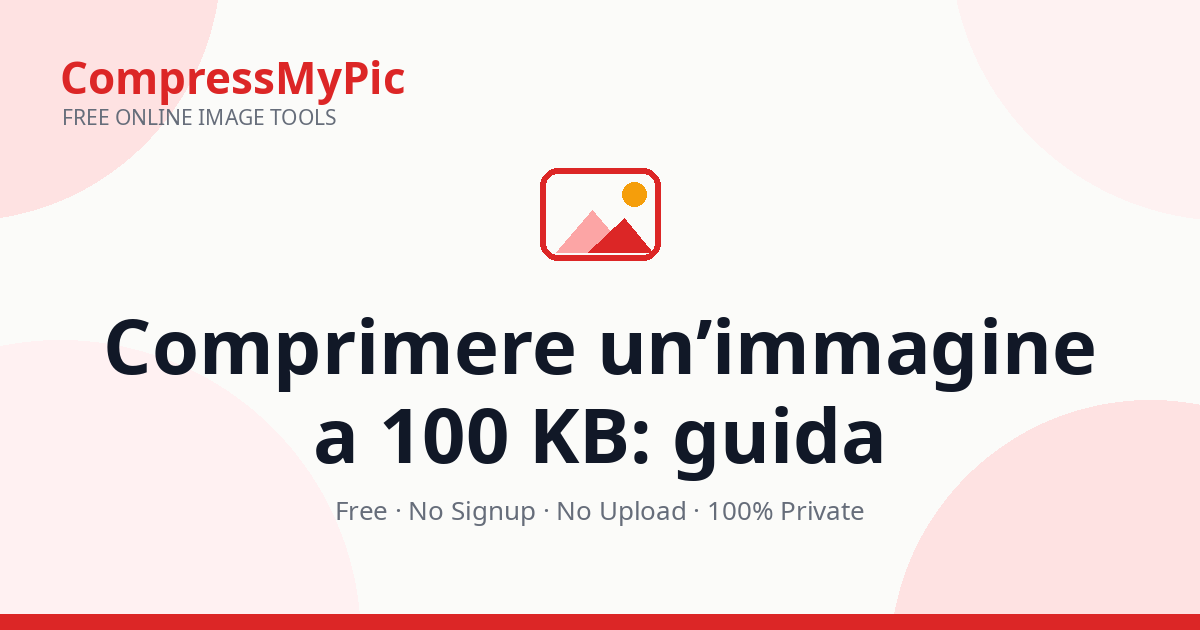 CompressMyPic
FREE ONLINE IMAGE TOOLS
Comprimere un’immagine
a 100 KB: guida
Free · No Signup · No Upload · 100% Private